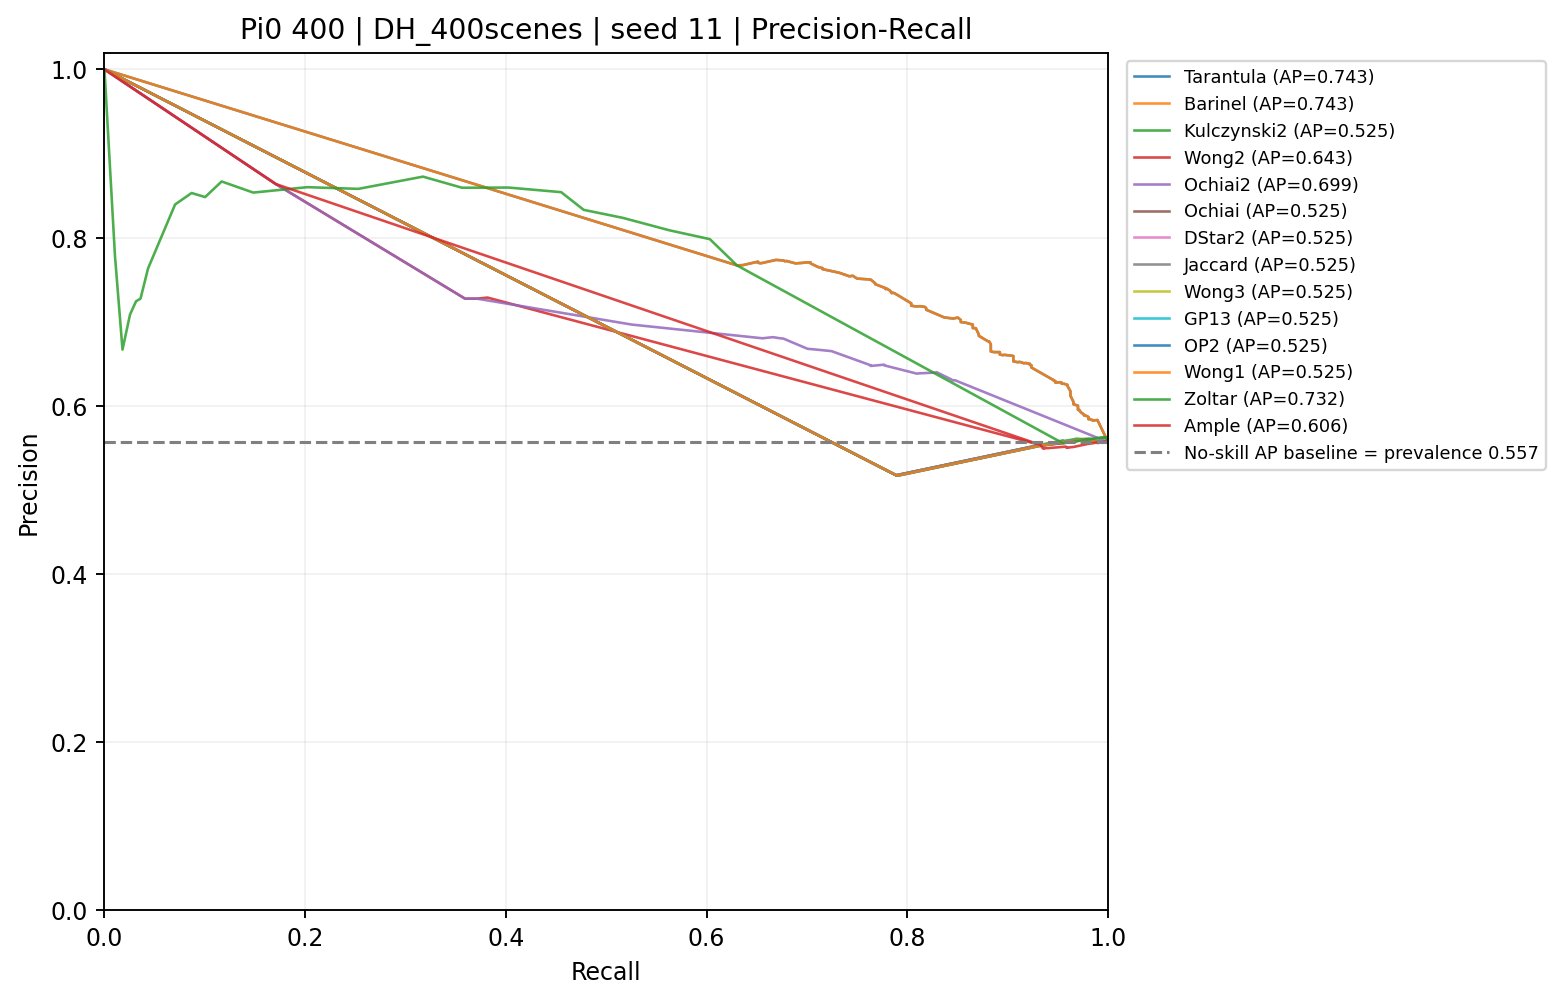 Pi0 400 | DH_400scenes | seed 11 | Precision-Recall
1.0
0.8
0.6
0.4
0.2
0.0
Precision
0.0 0.2 0.4 0.6 0.8 1.0
Recall
Tarantula (AP=0.743)
Barinel (AP=0.743)
Kulczynski2 (AP=0.525)
Wong2 (AP=0.643)
Ochiai2 (AP=0.699)
Ochiai (AP=0.525)
DStar2 (AP=0.525)
Jaccard (AP=0.525)
Wong3 (AP=0.525)
GP13 (AP=0.525)
OP2 (AP=0.525)
Wong1 (AP=0.525)
Zoltar (AP=0.732)
Ample (AP=0.606)
No-skill AP baseline = prevalence 0.557